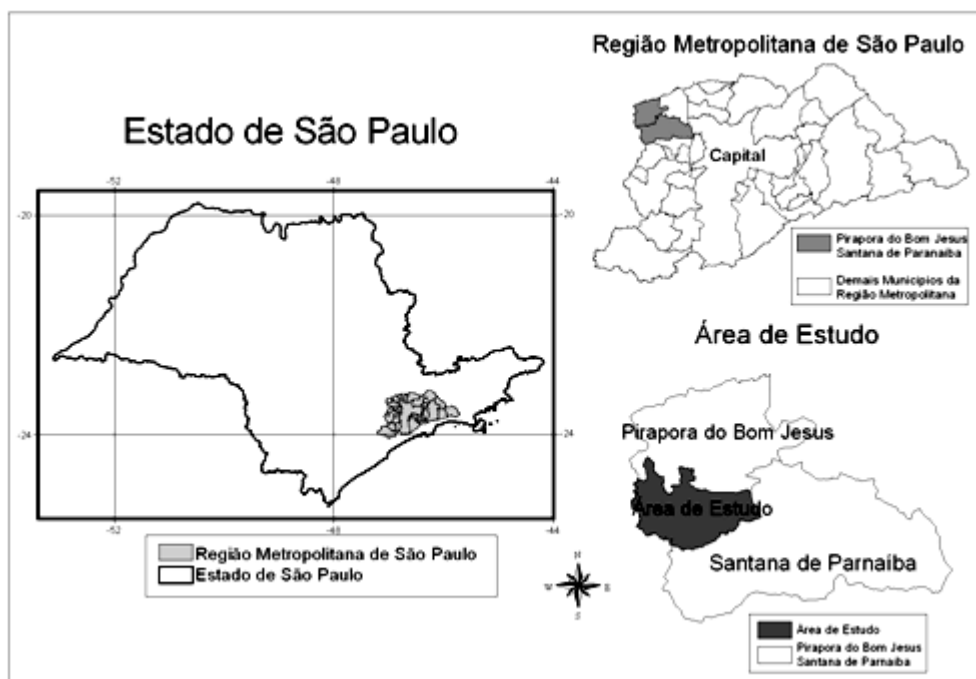 Região Metropolitana de São Paulo
Capital
Pirapora do Bom Jesus
Santana de Paranaiba
Demais Municipios da
Região Metropolitana
Estado de São Paulo
-52
-48
-44
-20
-20
-24
-24
-52
-48
-44
Região Metropolitana de São Paulo
Estado de São Paulo
N
W
S
Área de Estudo
Pirapora do Bom Jesus
Área de Estudo
Santana de Parnaíba
Área de Estudo
Pirapora do Bom Jesus
Santana de Parnaiba